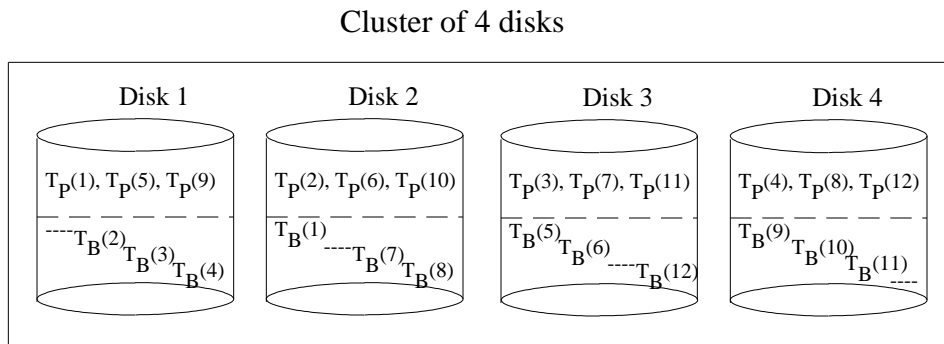 Cluster of 4 disks
Disk 1
T_P(1), T_P(5), T_P(9)
----T_B(2)
T_B(3)
T_B(4)
Disk 2
T_P(2), T_P(6), T_P(10)
T_B(1)
----T_B(7)
T_B(8)
Disk 3
T_P(3), T_P(7), T_P(11)
T_B(5)
T_B(6)
----T_B(12)
Disk 4
T_P(4), T_P(8), T_P(12)
T_B(9)
T_B(10)
T_B(11)
----